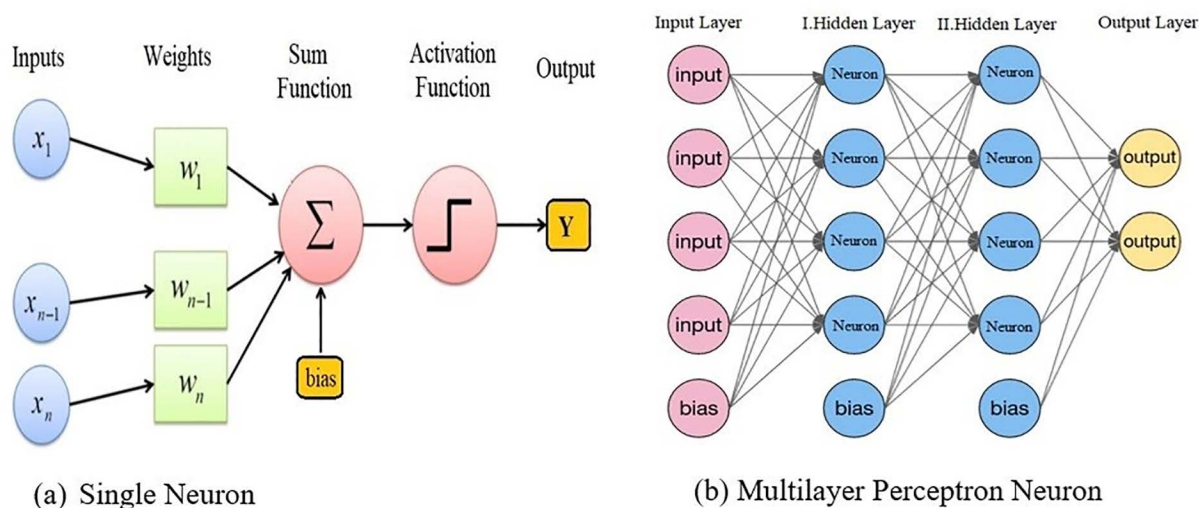 Inputs
Weights
Sum
Function
Activation
Function
Output
x₁
w₁
xₙ₋₁
wₙ₋₁
xₙ
wₙ
Σ
Y
bias
(a) Single Neuron
Input Layer
I.Hidden Layer
II.Hidden Layer
Output Layer
input
Neuron
Neuron
input
Neuron
Neuron
output
input
Neuron
Neuron
output
input
Neuron
Neuron
bias
bias
bias
(b) Multilayer Perceptron Neuron